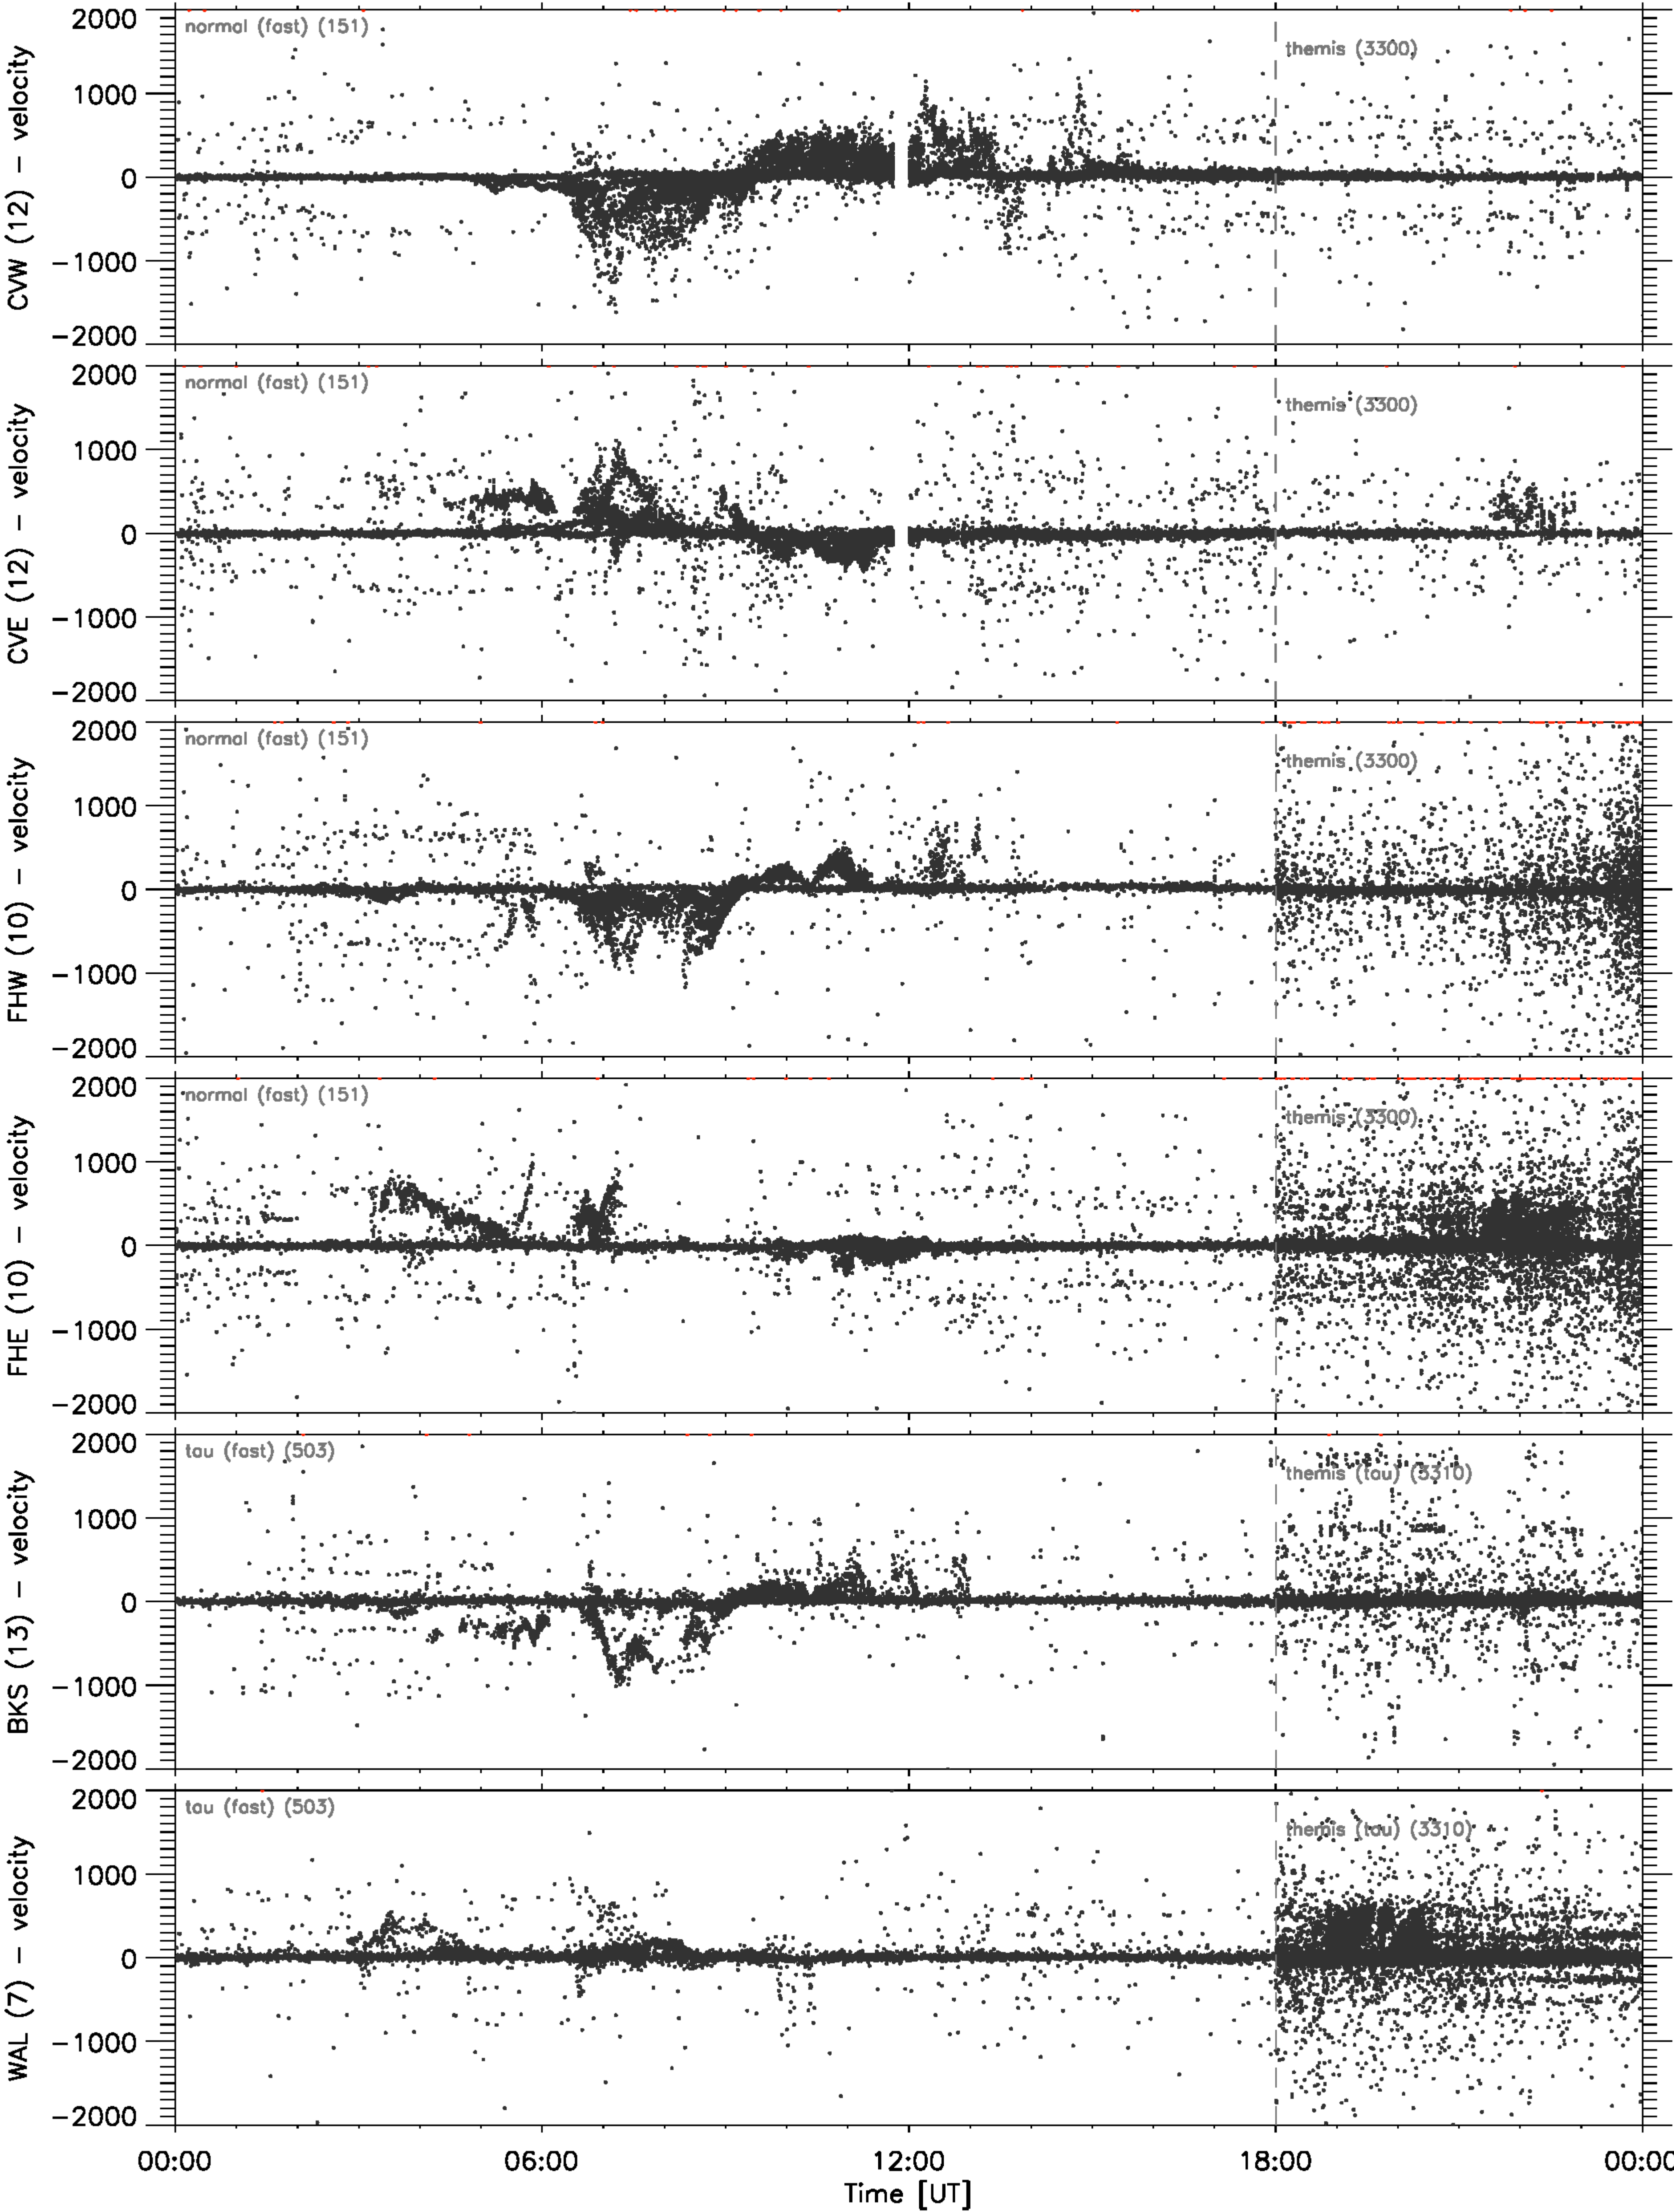 CVW (12) – velocity
2000
1000
0
−1000
−2000
normal (fast) (151)
themis (3300)
CVE (12) – velocity
2000
1000
0
−1000
−2000
normal (fast) (151)
themis (3300)
FHW (10) – velocity
2000
1000
0
−1000
−2000
normal (fast) (151)
themis (3300)
FHE (10) – velocity
2000
1000
0
−1000
−2000
normal (fast) (151)
themis (3300)
BKS (13) – velocity
2000
1000
0
−1000
−2000
tau (fast) (503)
themis (tau) (3310)
WAL (7) – velocity
2000
1000
0
−1000
−2000
tau (fast) (503)
themis (tau) (3310)
00:00 06:00 12:00 18:00 00:00
Time [UT]